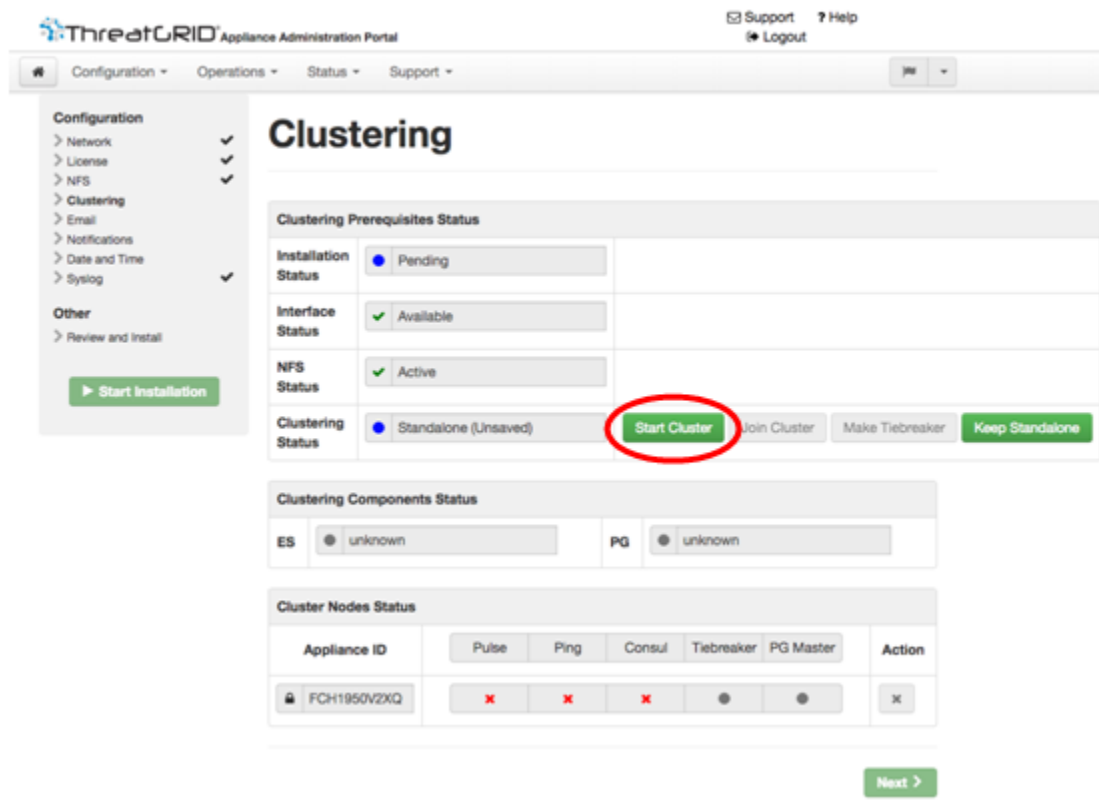 Support ? Help
ThreatGRID Appliance Administration Portal
Logout
Configuration Operations Status Support
Configuration
Network
License
NFS
Clustering
Email
Notifications
Date and Time
Syslog
Other
Review and Install
Start Installation
Clustering
Clustering Prerequisites Status
Installation Status Pending
Interface Status Available
NFS Status Active
Clustering Status Standalone (Unsaved) Start Cluster Join Cluster Make Tiebreaker Keep Standalone
Clustering Components Status
ES unknown PG unknown
Cluster Nodes Status
Appliance ID Pulse Ping Consul Tiebreaker PG Master Action
FCH1950V2XQ
Next